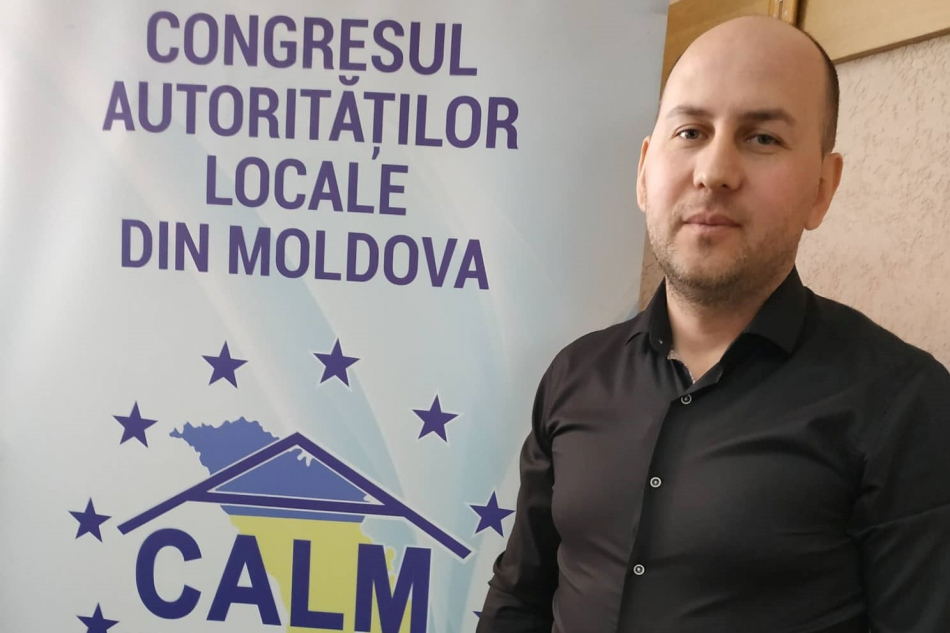 CONGRESUL
AUTORITĂȚILOR
LOCALE
DIN MOLDOVA
CALM